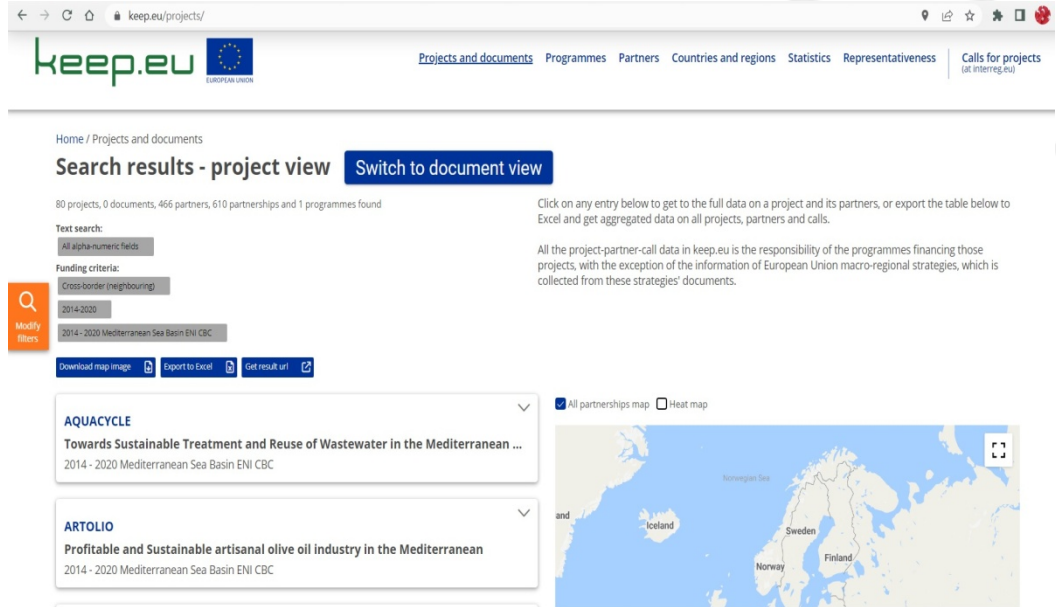 keep.eu/projects/
keep.eu
EUROPEAN UNION
Projects and documents Programmes Partners Countries and regions Statistics Representativeness Calls for projects
(at interreg.eu)
Home / Projects and documents
Search results - project view Switch to document view
80 projects, 0 documents, 466 partners, 610 partnerships and 1 programmes found
Text search:
All alpha-numeric fields
Funding criteria:
Cross-border (neighbouring)
2014-2020
2014 - 2020 Mediterranean Sea Basin ENI CBC
Modify
filters
Download map image Export to Excel Get result url
Click on any entry below to get to the full data on a project and its partners, or export the table below to
Excel and get aggregated data on all projects, partners and calls.
All the project-partner-call data in keep.eu is the responsibility of the programmes financing those
projects, with the exception of the information of European Union macro-regional strategies, which is
collected from these strategies' documents.
AQUACYCLE
Towards Sustainable Treatment and Reuse of Wastewater in the Mediterranean ...
2014 - 2020 Mediterranean Sea Basin ENI CBC
ARTOLIO
Profitable and Sustainable artisanal olive oil industry in the Mediterranean
2014 - 2020 Mediterranean Sea Basin ENI CBC
All partnerships map Heat map
Norwegian Sea
and
Iceland
Sweden
Finland
Norway